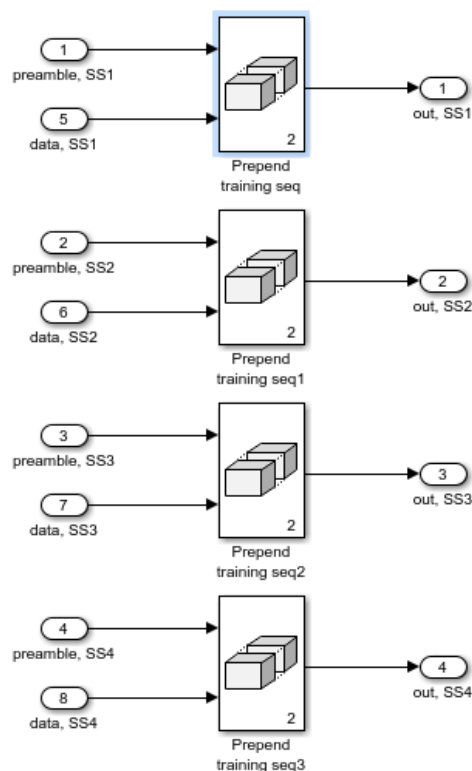 1
preamble, SS1
5
data, SS1
2
Prepend
training seq
1
out, SS1
2
preamble, SS2
6
data, SS2
2
Prepend
training seq1
2
out, SS2
3
preamble, SS3
7
data, SS3
2
Prepend
training seq2
3
out, SS3
4
preamble, SS4
8
data, SS4
2
Prepend
training seq3
4
out, SS4